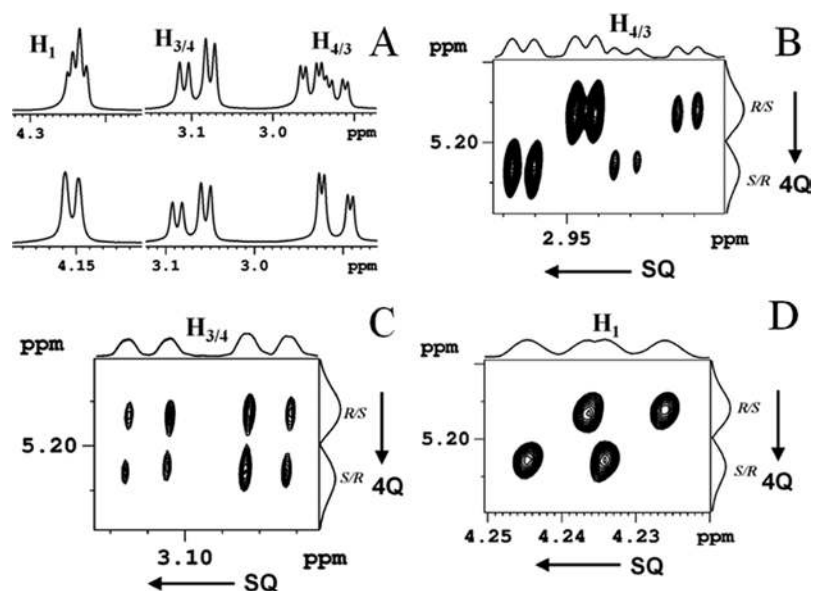 H1 H3/4 H4/3 A
4.3 3.1 3.0 ppm
4.15 3.1 3.0 ppm
H4/3 B
ppm
R/S
5.20
S/R 4Q
2.95 ppm
SQ
H3/4 C
ppm
R/S
5.20
S/R 4Q
3.10 ppm
SQ
H1 D
ppm
R/S
5.20
S/R 4Q
4.25 4.24 4.23 ppm
SQ